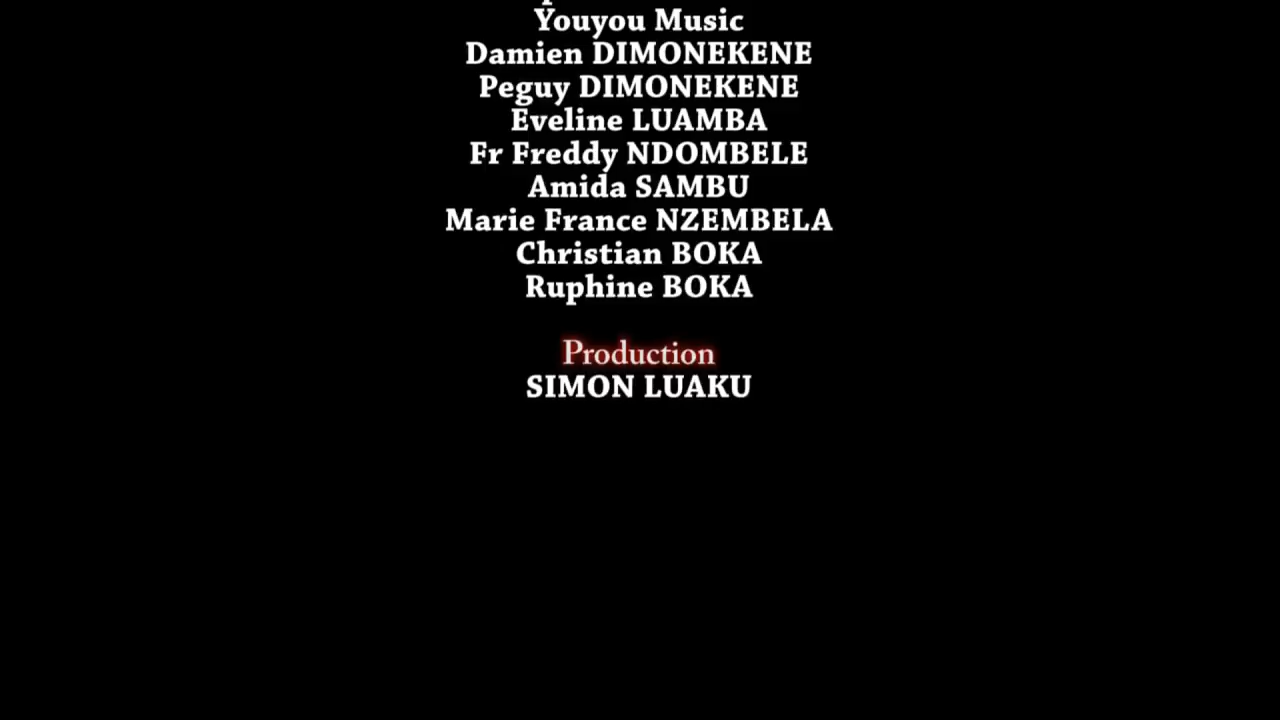 Youyou Music
Damien DIMONEKENE
Peguy DIMONEKENE
Eveline LUAMBA
Fr Freddy NDOMBELE
Amida SAMBU
Marie France NZEMBELA
Christian BOKA
Ruphine BOKA
Production
SIMON LUAKU